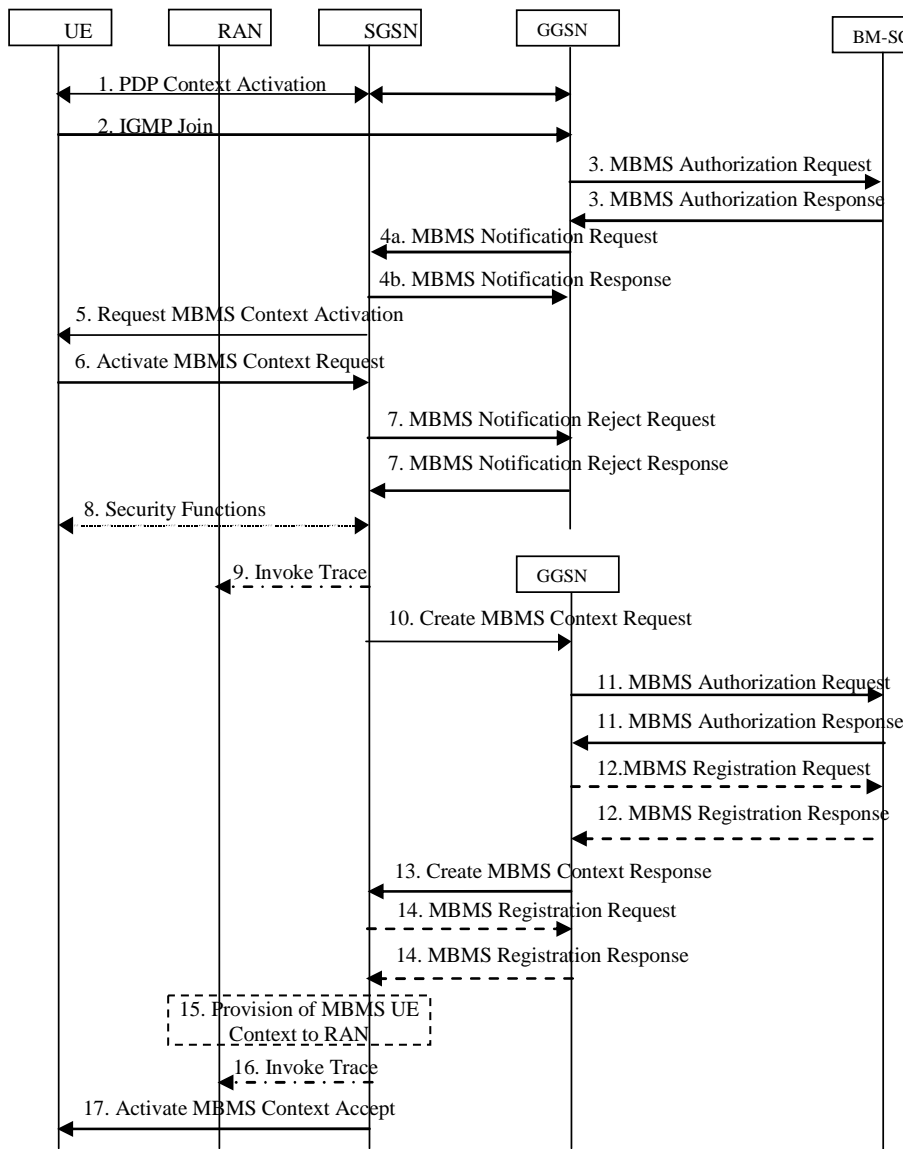 UE
RAN
SGSN
GGSN
BM-SC
1. PDP Context Activation
2. IGMP Join
3. MBMS Authorization Request
3. MBMS Authorization Response
4a. MBMS Notification Request
4b. MBMS Notification Response
5. Request MBMS Context Activation
6. Activate MBMS Context Request
7. MBMS Notification Reject Request
7. MBMS Notification Reject Response
8. Security Functions
9. Invoke Trace
GGSN
10. Create MBMS Context Request
11. MBMS Authorization Request
11. MBMS Authorization Response
12.MBMS Registration Request
12. MBMS Registration Response
13. Create MBMS Context Response
14. MBMS Registration Request
14. MBMS Registration Response
15. Provision of MBMS UE
Context to RAN
16. Invoke Trace
17. Activate MBMS Context Accept